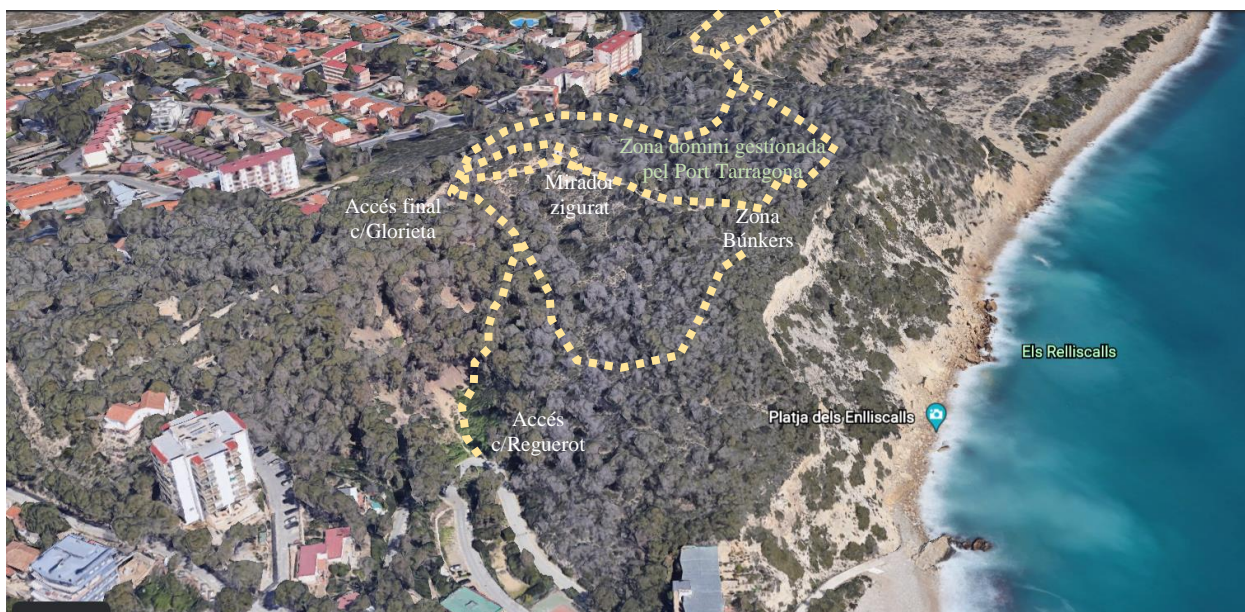 Zona domini gestionada
pel Port Tarragona
Mirador
zigurat
Accés final
c/Glorieta
Zona
Búnkers
Els Relliscalls
Platja dels Enlliscalls
Accés
c/Reguerot